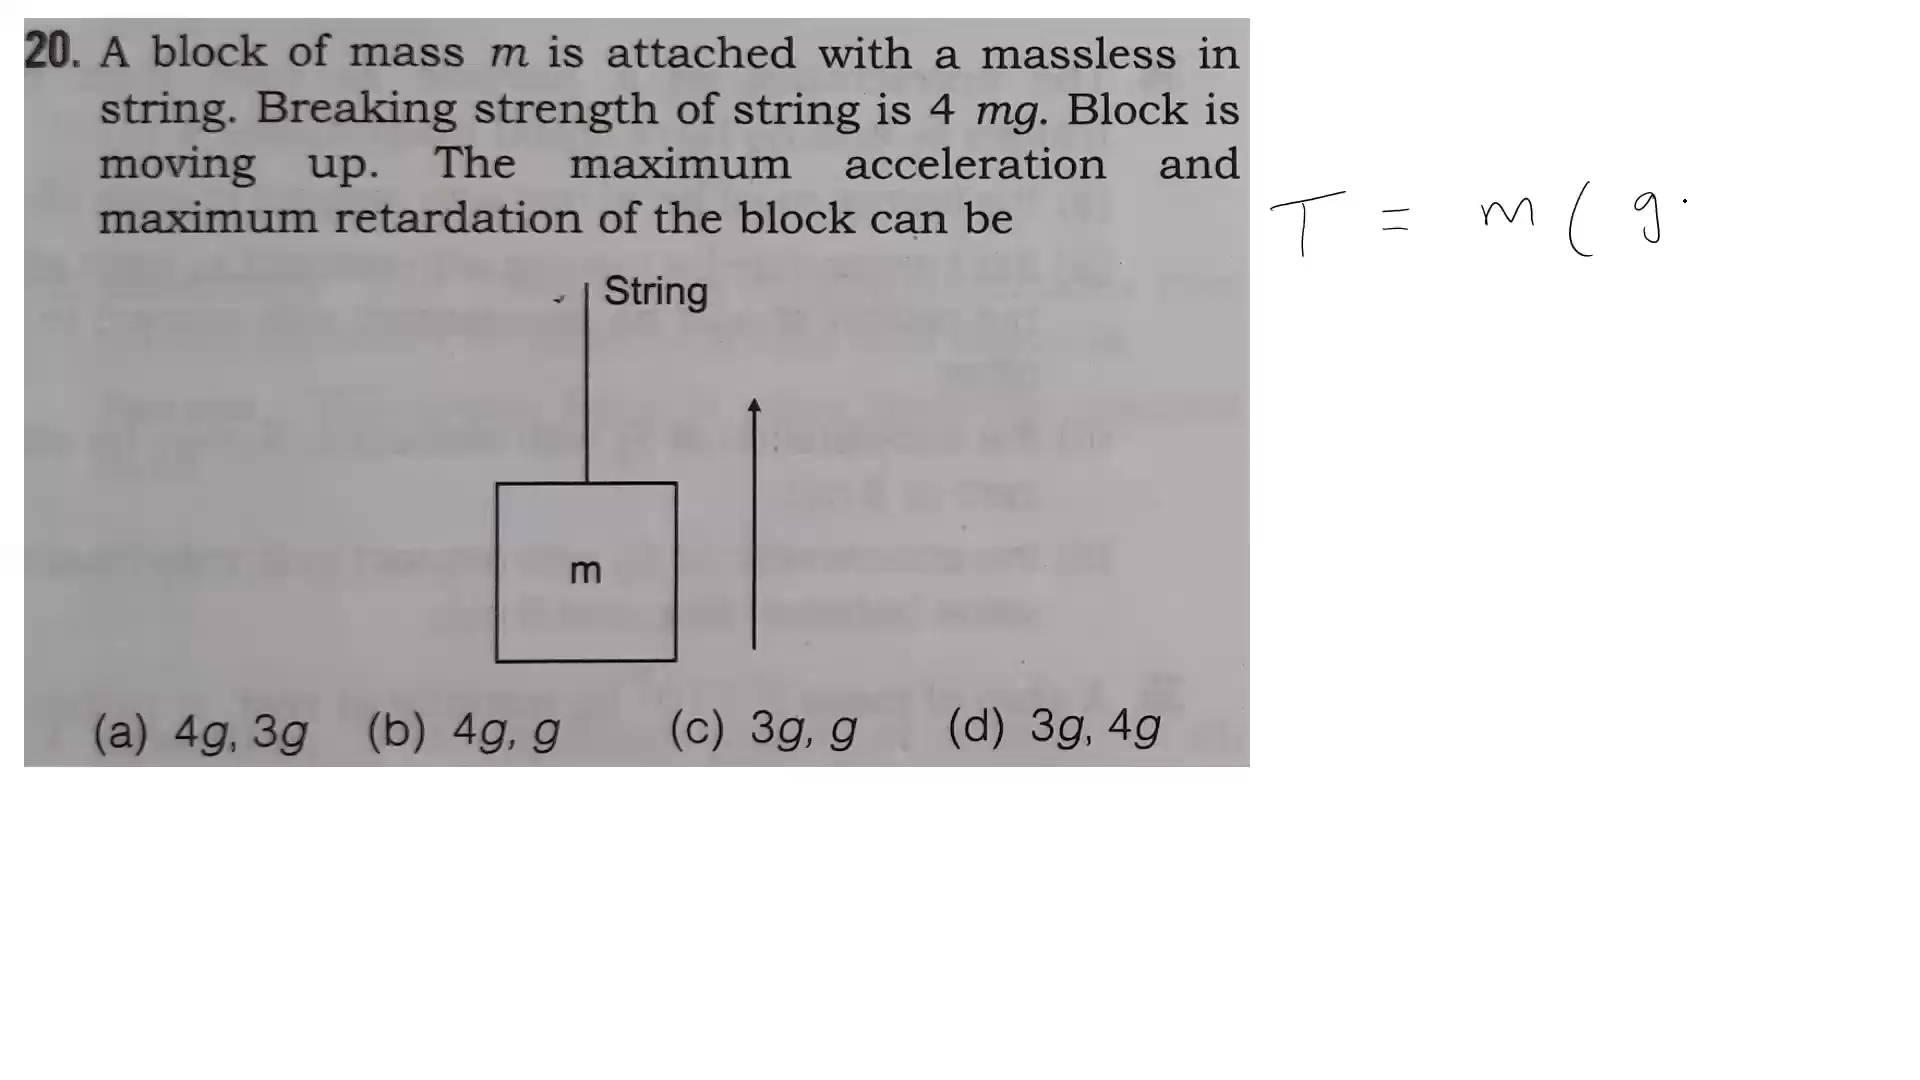 20. A block of mass m is attached with a massless in
string. Breaking strength of string is 4 mg. Block is
moving up. The maximum acceleration and
maximum retardation of the block can be
String
m
(a) 4g, 3g (b) 4g, g (c) 3g, g (d) 3g, 4g
T = m ( g